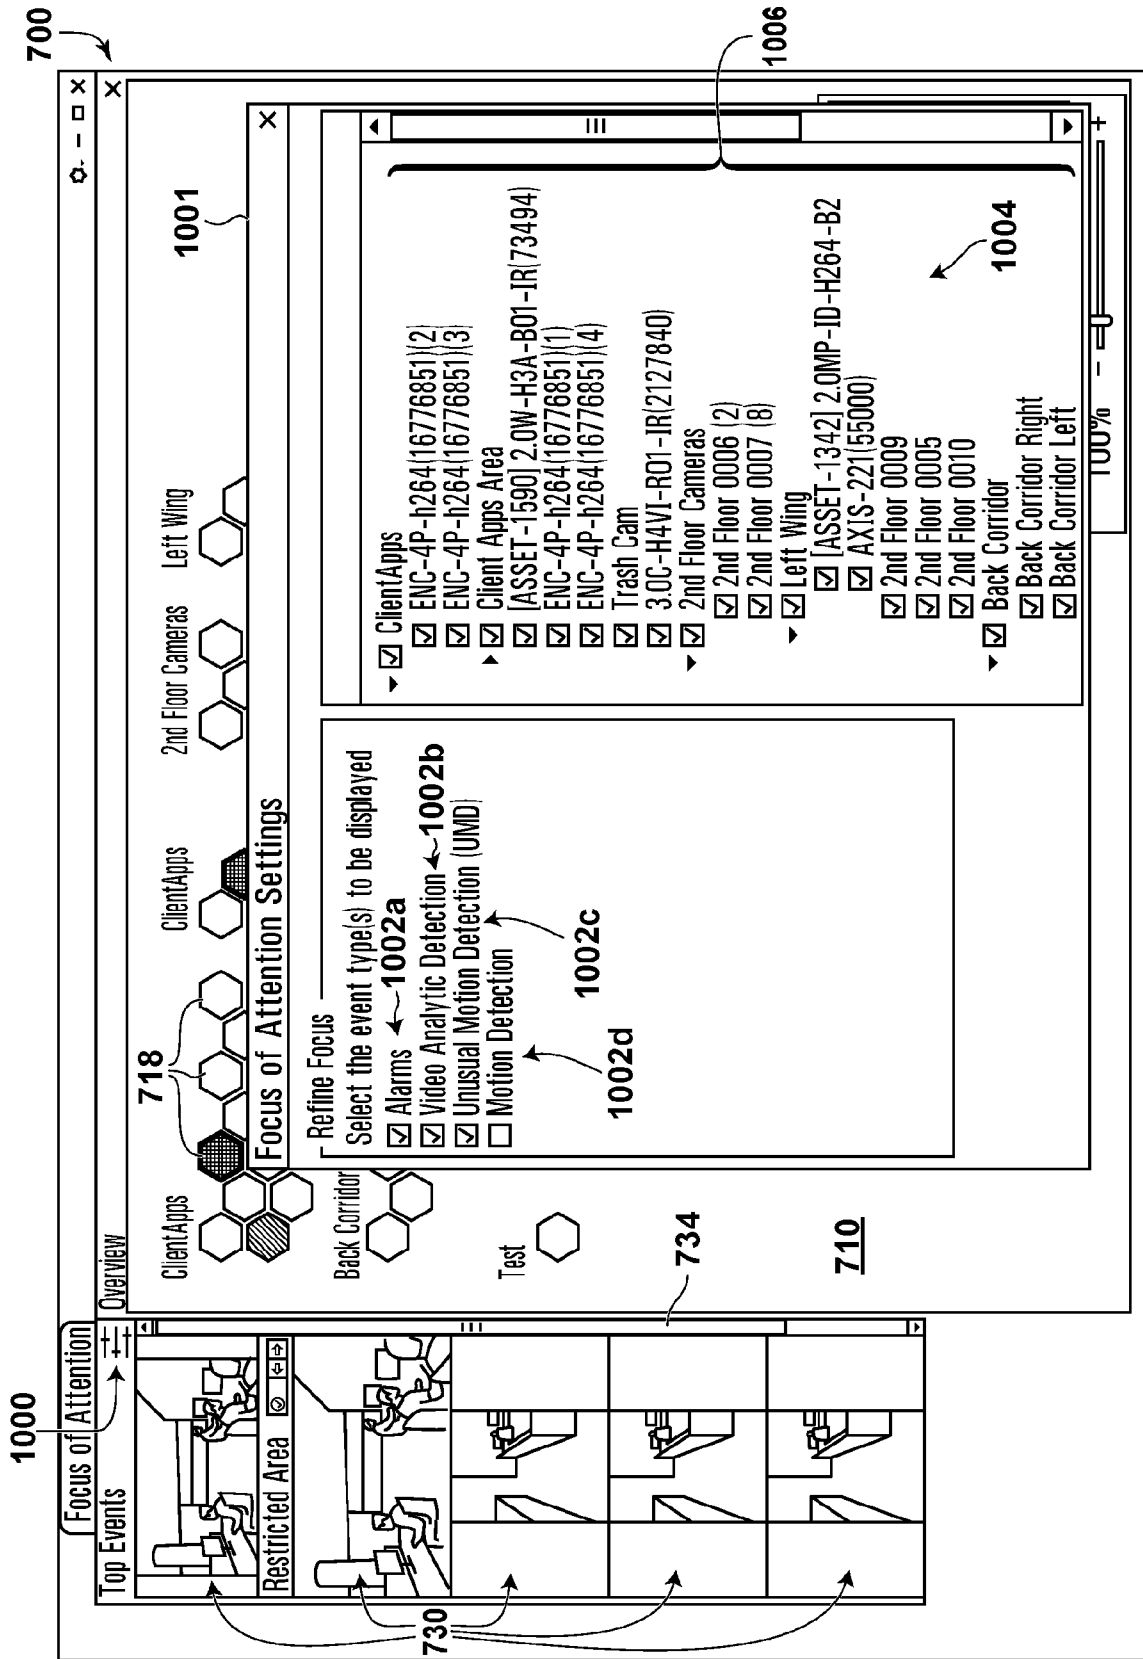 700
1000
Focus of Attention
Top Events
Restricted Area
730
734
Overview
ClientApps
718
ClientApps
2nd Floor Cameras
Left Wing
Back Corridor
Test
710
1001
Focus of Attention Settings
Refine Focus
Select the event type(s) to be displayed
Alarms
1002a
Video Analytic Detection
1002b
Unusual Motion Detection (UMD)
1002c
Motion Detection
1002d
ClientApps
ENC-4P-h264(16776851)(2)
ENC-4P-h264(16776851)(3)
Client Apps Area
[ASSET-1590] 2.0W-H3A-B01-IR(73494)
ENC-4P-h264(16776851)(1)
ENC-4P-h264(16776851)(4)
Trash Cam
3.0C-H4VI-R01-IR(2127840)
2nd Floor Cameras
2nd Floor 0006 (2)
2nd Floor 0007 (8)
Left Wing
[ASSET-1342] 2.0MP-ID-H264-B2
AXIS-221(55000)
2nd Floor 0009
2nd Floor 0005
2nd Floor 0010
Back Corridor
Back Corridor Right
Back Corridor Left
1004
1006
100% − +